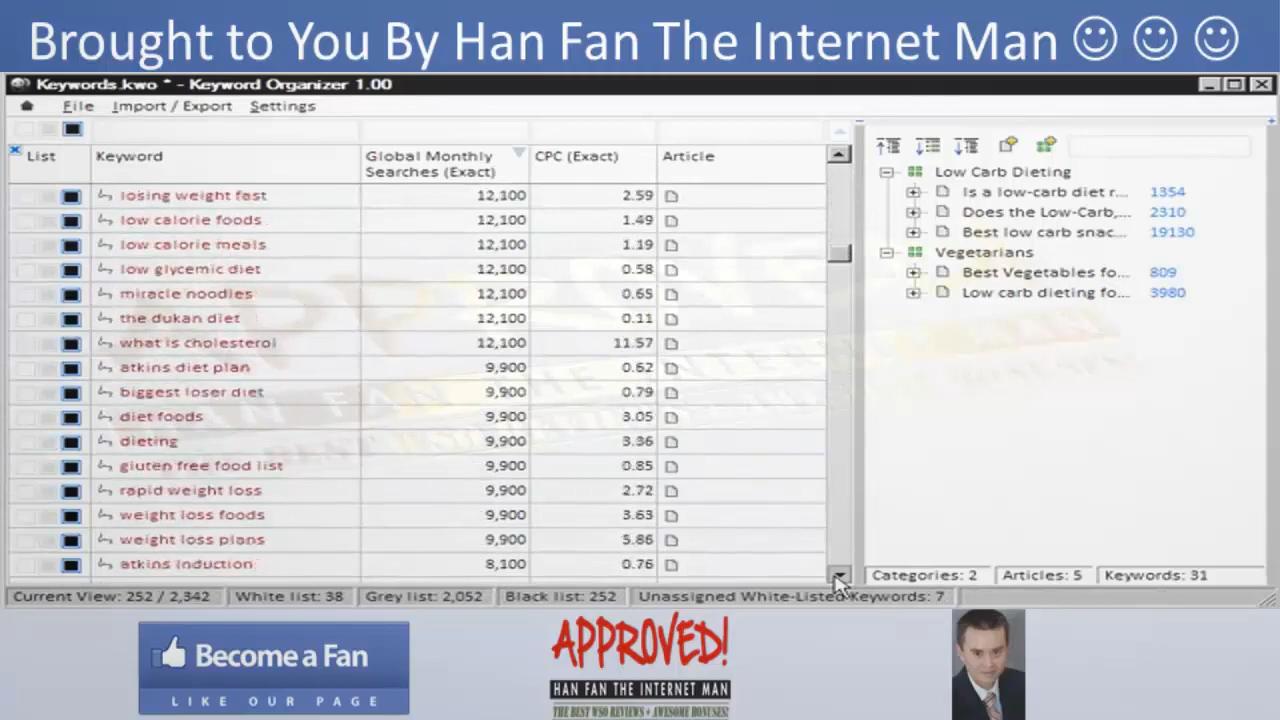 Brought to You By Han Fan The Internet Man
Keywords.kwo * - Keyword Organizer 1.00
File Import / Export Settings
List Keyword Global Monthly Searches (Exact) CPC (Exact) Article
losing weight fast 12,100 2.59
low calorie foods 12,100 1.49
low calorie meals 12,100 1.19
low glycemic diet 12,100 0.58
miracle noodles 12,100 0.65
the dukan diet 12,100 0.11
what is cholesterol 12,100 11.57
atkins diet plan 9,900 0.62
biggest loser diet 9,900 0.79
diet foods 9,900 3.05
dieting 9,900 3.36
gluten free food list 9,900 0.85
rapid weight loss 9,900 2.72
weight loss foods 9,900 3.63
weight loss plans 9,900 5.86
atkins induction 8,100 0.76
Low Carb Dieting
Is a low-carb diet r... 1354
Does the Low-Carb,... 2310
Best low carb snac... 19130
Vegetarians
Best Vegetables fo... 809
Low carb dieting fo... 3980
Categories: 2 Articles: 5 Keywords: 31
Current View: 252 / 2,342 White list: 38 Grey list: 2,052 Black list: 252 Unassigned White-Listed Keywords: 7
Become a Fan
LIKE OUR PAGE
APPROVED!
HAN FAN THE INTERNET MAN
THE BEST WSO REVIEWS + AWESOME BONUSES!